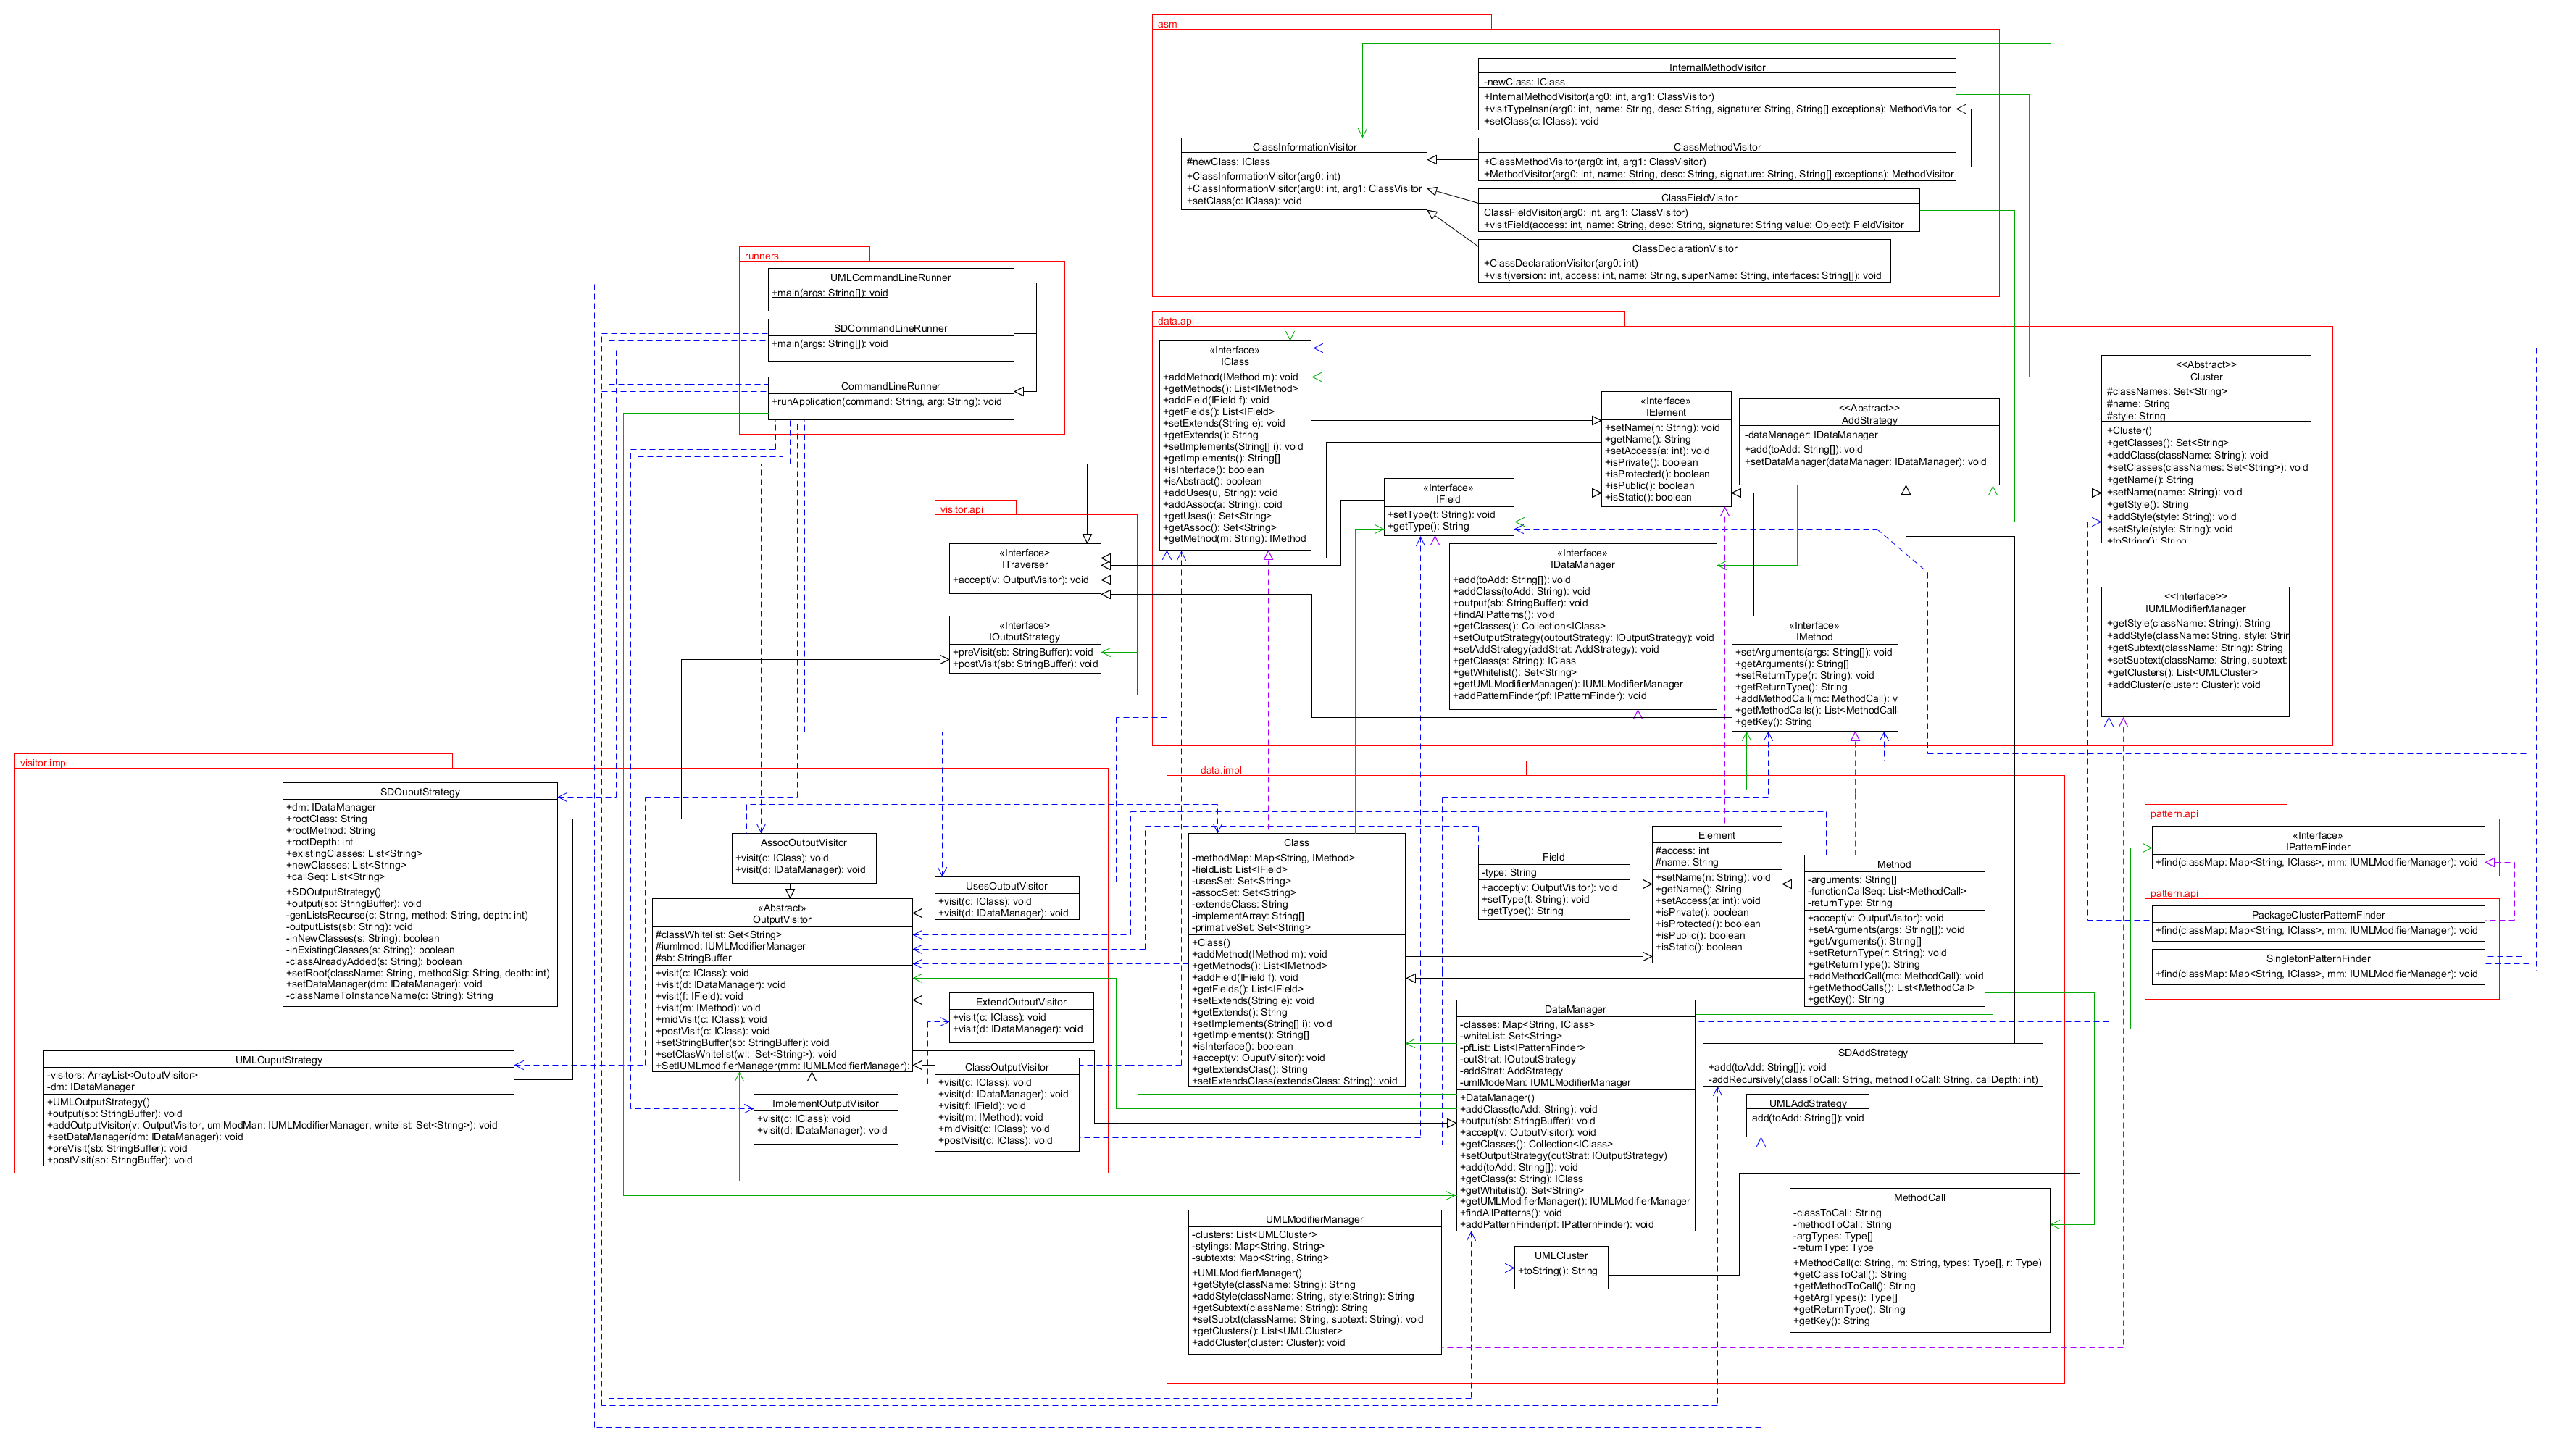 asm
InternalMethodVisitor
-newClass: IClass
+InternalMethodVisitor(arg0: int, arg1: ClassVisitor)
+visitTypeInsn(arg0: int, name: String, desc: String, signature: String, String[] exceptions): MethodVisitor
+setClass(c: IClass): void
ClassInformationVisitor
#newClass: IClass
+ClassInformationVisitor(arg0: int)
+ClassInformationVisitor(arg0: int, arg1: ClassVisitor
+setClass(c: IClass): void
ClassMethodVisitor
+ClassMethodVisitor(arg0: int, arg1: ClassVisitor)
+MethodVisitor(arg0: int, name: String, desc: String, signature: String, String[] exceptions): MethodVisitor
ClassFieldVisitor
ClassFieldVisitor(arg0: int, arg1: ClassVisitor)
+visitField(access: int, name: String, desc: String, signature: String value: Object): FieldVisitor
ClassDeclarationVisitor
+ClassDeclarationVisitor(arg0: int)
+visit(version: int, access: int, name: String, superName: String, interfaces: String[]): void
runners
UMLCommandLineRunner
+main(args: String[]): void
SDCommandLineRunner
+main(args: String[]): void
CommandLineRunner
+runApplication(command: String, arg: String): void
data.api
«Interface»
IClass
+addMethod(IMethod m): void
+getMethods(): List<IMethod>
+addField(IField f): void
+getFields(): List<IField>
+setExtends(String e): void
+getExtends(): String
+setImplements(String[] i): void
+getImplements(): String[]
+isInterface(): boolean
+isAbstract(): boolean
+addUses(u, String): void
+addAssoc(a: String): coid
+getUses(): Set<String>
+getAssoc(): Set<String>
+getMethod(m: String): IMethod
«Interface»
IElement
+setName(n: String): void
+getName(): String
+setAccess(a: int): void
+isPrivate(): boolean
+isProtected(): boolean
+isPublic(): boolean
+isStatic(): boolean
<<Abstract>>
AddStrategy
-dataManager: IDataManager
+add(toAdd: String[]): void
+setDataManager(dataManager: IDataManager): void
<<Abstract>>
Cluster
#classNames: Set<String>
#name: String
#style: String
+Cluster()
+getClasses(): Set<String>
+addClass(className: String): void
+setClasses(classNames: Set<String>): void
+getName(): String
+setName(name: String): void
+getStyle(): String
+addStyle(style: String): void
+setStyle(style: String): void
+toString(): String
«Interface»
IField
+setType(t: String): void
+getType(): String
«Interface»
IDataManager
+add(toAdd: String[]): void
+addClass(toAdd: String): void
+output(sb: StringBuffer): void
+findAllPatterns(): void
+getClasses(): Collection<IClass>
+setOutputStrategy(outoutStrategy: IOutputStrategy): void
+setAddStrategy(addStrat: AddStrategy): void
+getClass(s: String): IClass
+getWhitelist(): Set<String>
+getUMLModifierManager(): IUMLModifierManager
+addPatternFinder(pf: IPatternFinder): void
«Interface»
IMethod
+setArguments(args: String[]): void
+getArguments(): String[]
+setReturnType(r: String): void
+getReturnType(): String
+addMethodCall(mc: MethodCall): v
+getMethodCalls(): List<MethodCall
+getKey(): String
<<Interface>>
IUMLModifierManager
+getStyle(className: String): String
+addStyle(className: String, style: Strir
+getSubtext(className: String): String
+setSubtext(className: String, subtext:
+getClusters(): List<UMLCluster>
+addCluster(cluster: Cluster): void
visitor.api
«Interface>
ITraverser
+accept(v: OutputVisitor): void
«Interface>
IOutputStrategy
+preVisit(sb: StringBuffer): void
+postVisit(sb: StringBuffer): void
visitor.impl
SDOuputStrategy
+dm: IDataManager
+rootClass: String
+rootMethod: String
+rootDepth: int
+existingClasses: List<String>
+newClasses: List<String>
+callSeq: List<String>
+SDOutputStrategy()
+output(sb: StringBuffer): void
-genListsRecurse(c: String, method: String, depth: int)
-outputLists(sb: String): void
-inNewClasses(s: String): boolean
-inExistingClasses(s: String): boolean
-classAlreadyAdded(s: String): boolean
+setRoot(className: String, methodSig: String, depth: int)
+setDataManager(dm: IDataManager): void
-classNameToInstanceName(c: String): String
UMLOuputStrategy
-visitors: ArrayList<OutputVisitor>
-dm: IDataManager
+UMLOutputStrategy()
+output(sb: StringBuffer): void
+addOutputVisitor(v: OutputVisitor, umlModMan: IUMLModifierManager, whitelist: Set<String>): void
+setDataManager(dm: IDataManager): void
+preVisit(sb: StringBuffer): void
+postVisit(sb: StringBuffer): void
AssocOutputVisitor
+visit(c: IClass): void
+visit(d: IDataManager): void
UsesOutputVisitor
+visit(c: IClass): void
+visit(d: IDataManager): void
«Abstract»
OutputVisitor
#classWhitelist: Set<String>
#iumlmod: IUMLModifierManager
#sb: StringBuffer
+visit(c: IClass): void
+visit(d: IDataManager): void
+visit(f: IField): void
+visit(m: IMethod): void
+midVisit(c: IClass): void
+postVisit(c: IClass): void
+setStringBuffer(sb: StringBuffer): void
+setClasWhitelist(wl:  Set<String>): void
+SetIUMLmodifierManager(mm: IUMLModifierManager):
ExtendOutputVisitor
+visit(c: IClass): void
+visit(d: IDataManager): void
ClassOutputVisitor
+visit(c: IClass): void
+visit(d: IDataManager): void
+visit(f: IField): void
+visit(m: IMethod): void
+midVisit(c: IClass): void
+postVisit(c: IClass): void
ImplementOutputVisitor
+visit(c: IClass): void
+visit(d: IDataManager): void
data.impl
Class
-methodMap: Map<String, IMethod>
-fieldList: List<IField>
-usesSet: Set<String>
-assocSet: Set<String>
-extendsClass: String
-implementArray: String[]
-primativeSet: Set<String>
+Class()
+addMethod(IMethod m): void
+getMethods(): List<IMethod>
+addField(IField f): void
+getFields(): List<IField>
+setExtends(String e): void
+getExtends(): String
+setImplements(String[] i): void
+getImplements(): String[]
+isInterface(): boolean
+accept(v: OuputVisitor): void
+getExtendsClas(): String
+setExtendsClass(extendsClass: String): void
Field
-type: String
+accept(v: OutputVisitor): void
+setType(t: String): void
+getType(): String
Element
#access: int
#name: String
+setName(n: String): void
+getName(): String
+setAccess(a: int): void
+isPrivate(): boolean
+isProtected(): boolean
+isPublic(): boolean
+isStatic(): boolean
Method
-arguments: String[]
-functionCallSeq: List<MethodCall>
-returnType: String
+accept(v: OutputVisitor): void
+setArguments(args: String[]): void
+getArguments(): String[]
+setReturnType(r: String): void
+getReturnType(): String
+addMethodCall(mc: MethodCall): void
+getMethodCalls(): List<MethodCall>
+getKey(): String
DataManager
-classes: Map<String, IClass>
-whiteList: Set<String>
-pfList: List<IPatternFinder>
-outStrat: IOutputStrategy
-addStrat: AddStrategy
-umlModeMan: IUMLModifierManager
+DataManager()
+addClass(toAdd: String): void
+output(sb: StringBuffer): void
+accept(v: OutputVisitor): void
+getClasses(): Collection<IClass>
+setOutputStrategy(outStrat: IOutputStrategy)
+add(toAdd: String[]): void
+getClass(s: String): IClass
+getWhitelist(): Set<String>
+getUMLModifierManager(): IUMLModifierManager
+findAllPatterns(): void
+addPatternFinder(pf: IPatternFinder): void
SDAddStrategy
+add(toAdd: String[]): void
-addRecursively(classToCall: String, methodToCall: String, callDepth: int)
UMLAddStrategy
add(toAdd: String[]): void
MethodCall
-classToCall: String
-methodToCall: String
-argTypes: Type[]
-returnType: Type
+MethodCall(c: String, m: String, types: Type[], r: Type)
+getClassToCall(): String
+getMethodToCall(): String
+getArgTypes(): Type[]
+getReturnType(): String
+getKey(): String
UMLModifierManager
-clusters: List<UMLCluster>
-stylings: Map<String, String>
-subtexts: Map<String, String>
+UMLModifierManager()
+getStyle(className: String): String
+addStyle(className: String, style:String): String
+getSubtext(className: String): String
+setSubtxt(className: String, subtext: String): void
+getClusters(): List<UMLCluster>
+addCluster(cluster: Cluster): void
UMLCluster
+toString(): String
pattern.api
«Interface»
IPatternFinder
+find(classMap: Map<String, IClass>, mm: IUMLModifierManager): void
pattern.api
PackageClusterPatternFinder
+find(classMap: Map<String, IClass>, mm: IUMLModifierManager): void
SingletonPatternFinder
+find(classMap: Map<String, IClass>, mm: IUMLModifierManager): void